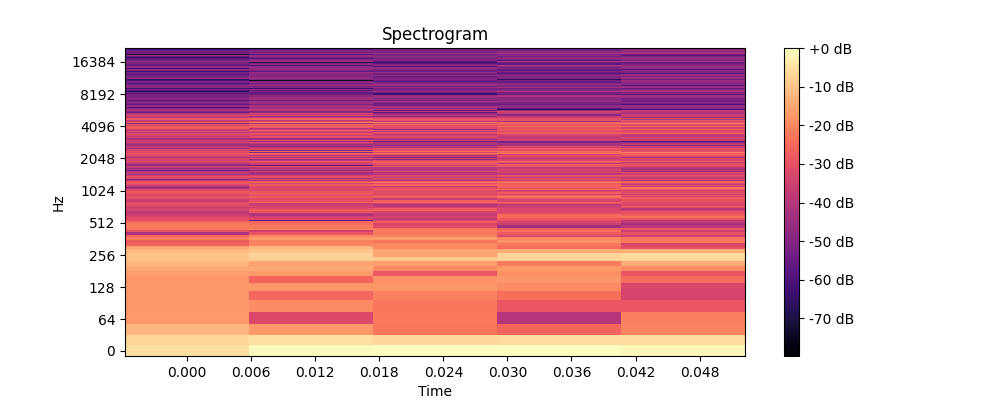 Spectrogram
Hz
16384
8192
4096
2048
1024
512
256
128
64
0
0.000 0.006 0.012 0.018 0.024 0.030 0.036 0.042 0.048
Time
+0 dB
-10 dB
-20 dB
-30 dB
-40 dB
-50 dB
-60 dB
-70 dB